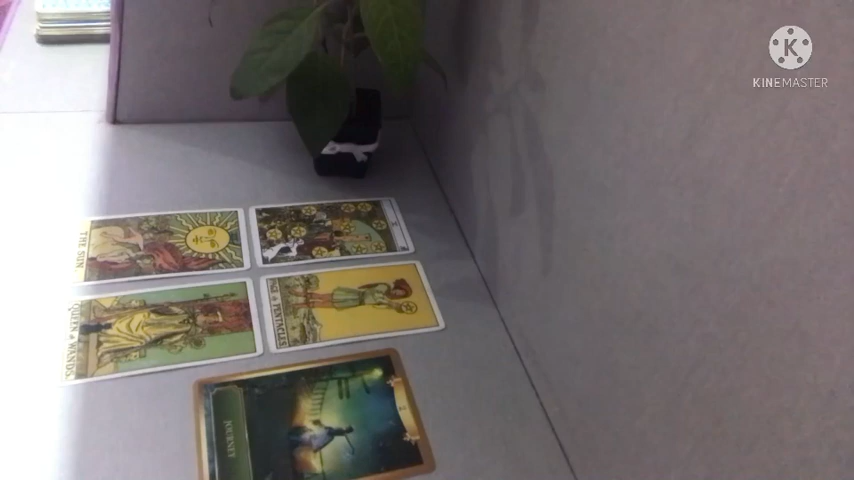 KINEMASTER
K
THE SUN.
X
QUEEN of WANDS.
PAGE of PENTACLES
JOURNEY